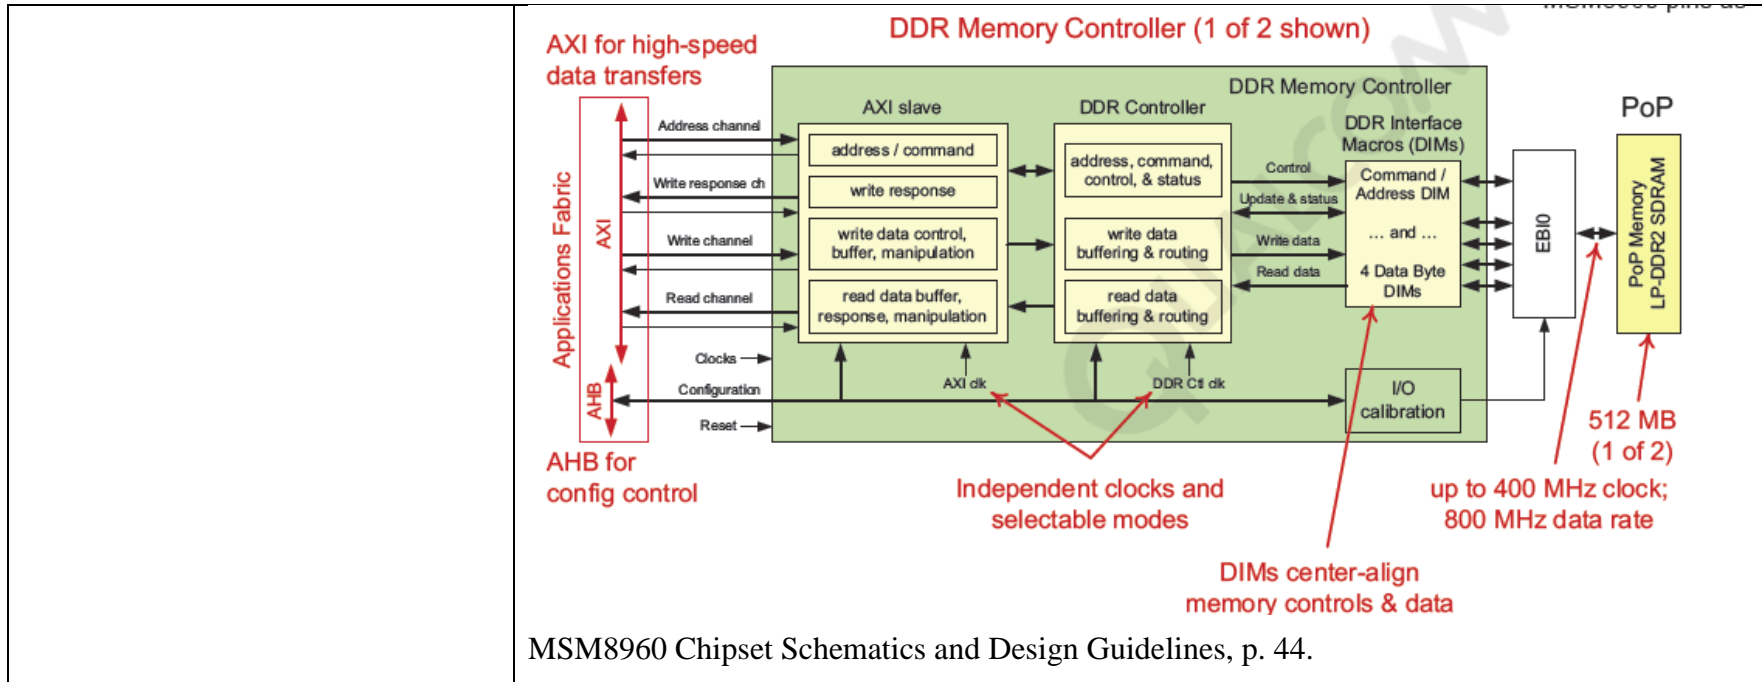 DDR Memory Controller (1 of 2 shown)
AXI for high-speed
data transfers
DDR Memory Controller
PoP
AXI slave
DDR Controller
DDR Interface
Macros (DIMs)
Applications Fabric
AXI
AHB
Address channel
Write response ch
Write channel
Read channel
Clocks
Configuration
Reset
address / command
write response
write data control,
buffer, manipulation
read data buffer,
response, manipulation
address, command,
control, & status
write data
buffering & routing
read data
buffering & routing
Control
Update & status
Write data
Read data
Command /
Address DIM
... and ...
4 Data Byte
DIMs
EBI0
PoP Memory
LP-DDR2 SDRAM
AXI clk
DDR Ctl clk
I/O
calibration
AHB for
config control
Independent clocks and
selectable modes
512 MB
(1 of 2)
up to 400 MHz clock;
800 MHz data rate
DIMs center-align
memory controls & data
MSM8960 Chipset Schematics and Design Guidelines, p. 44.